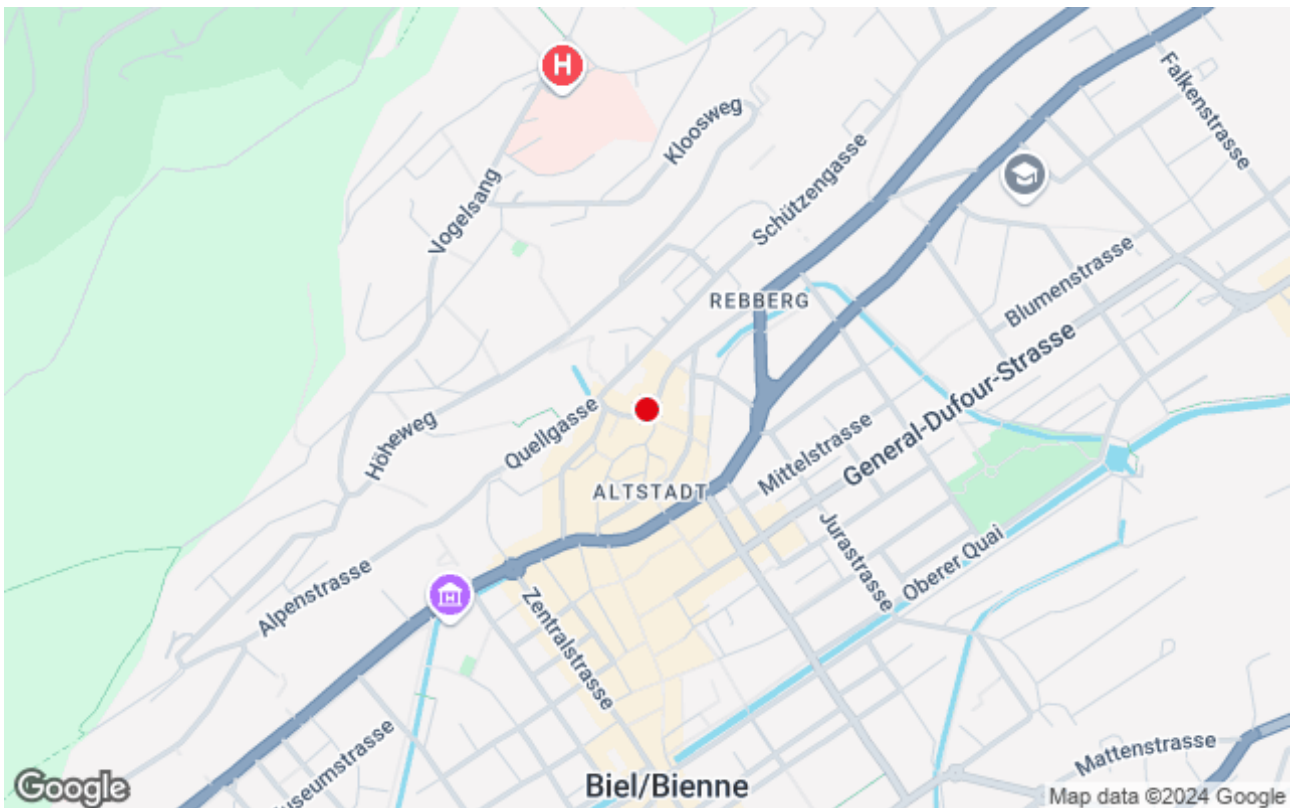 H
Falkenstrasse
Kloosweg
Schützengasse
Vogelsang
REBBERG
Blumenstrasse
General-Dufour-Strasse
Höheweg
Quellgasse
Mittelstrasse
ALTSTADT
Jurastrasse
Oberer Quai
Alpenstrasse
Zentralstrasse
Museumstrasse
Mattenstrasse
Biel/Bienne
Google
Map data ©2024 Google